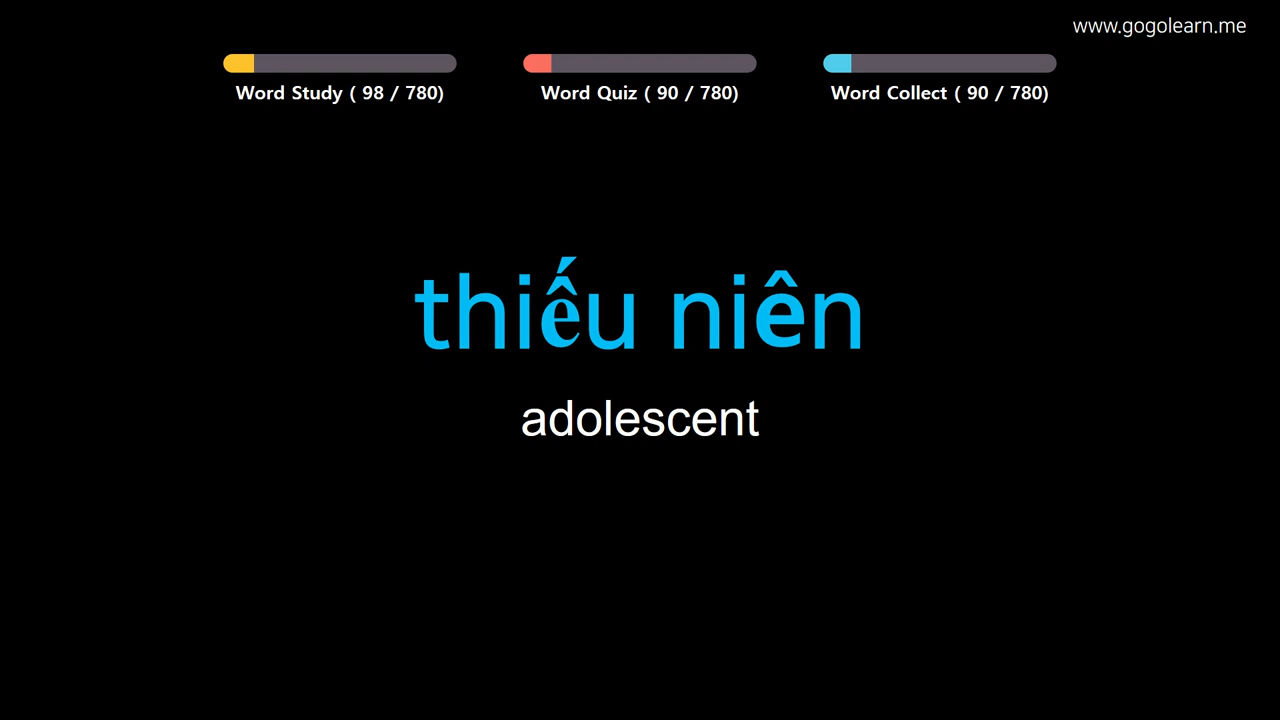 www.gogolearn.me
Word Study ( 98 / 780)
Word Quiz ( 90 / 780)
Word Collect ( 90 / 780)
thiếu niên
adolescent